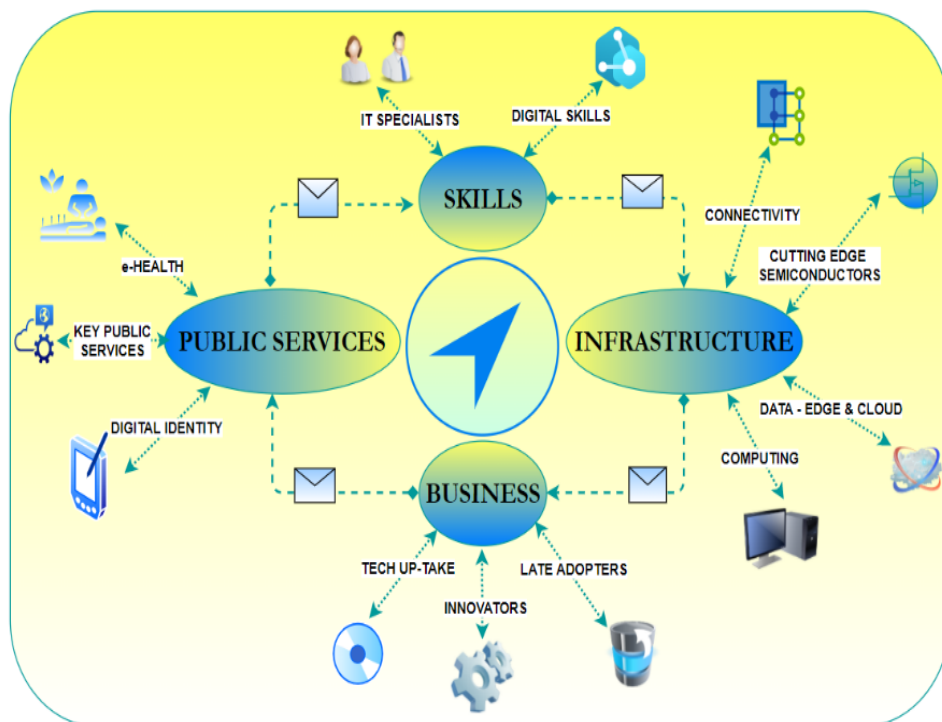 IT SPECIALISTS
DIGITAL SKILLS
SKILLS
CONNECTIVITY
CUTTING EDGE
SEMICONDUCTORS
e-HEALTH
KEY PUBLIC
SERVICES
PUBLIC SERVICES
INFRASTRUCTURE
DIGITAL IDENTITY
DATA - EDGE & CLOUD
COMPUTING
BUSINESS
TECH UP-TAKE
LATE ADOPTERS
INNOVATORS